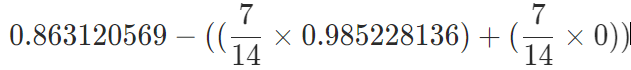 0.863120569 − ((7/14 × 0.985228136) + (7/14 × 0))